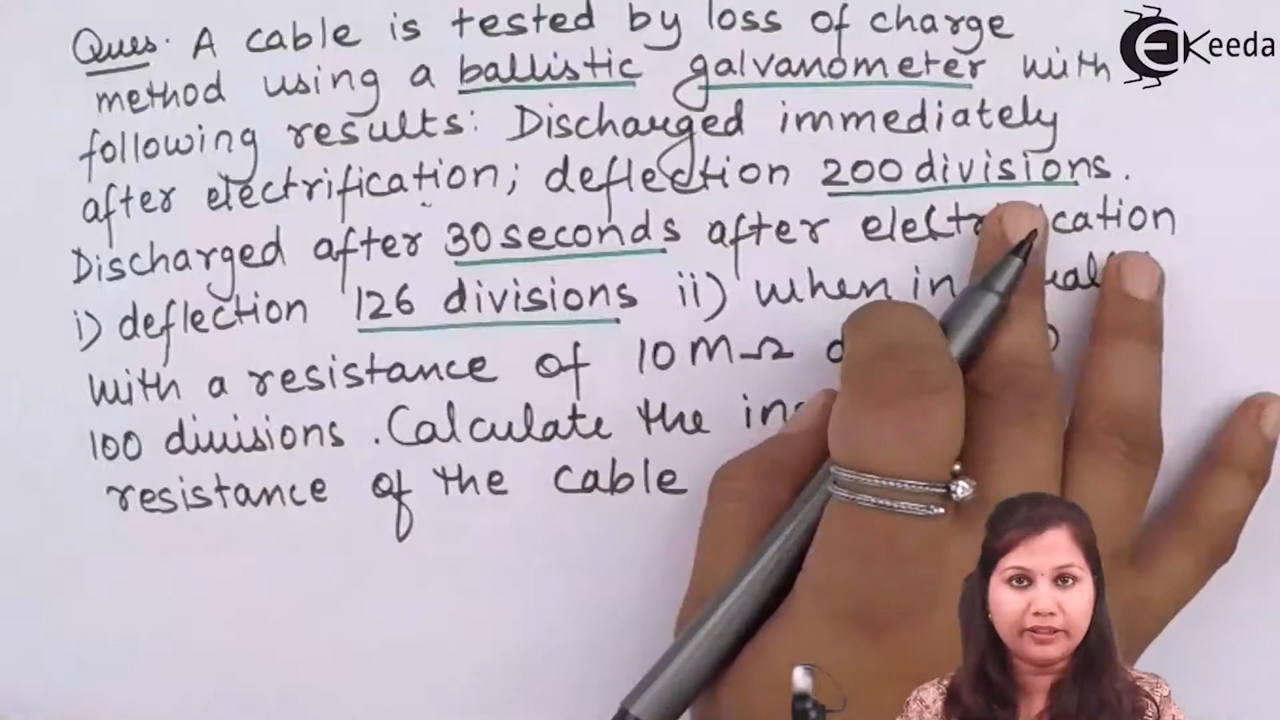 Ques. A cable is tested by loss of charge
method using a ballistic galvanometer with
following results: Discharged immediately
after electrification; deflection 200 divisions.
Discharged after 30 seconds after
i) deflection 126 divisions ii) when in
with a resistance of 10 MΩ
100 divisions. Calculate the
resistance of the cable
EKeeda